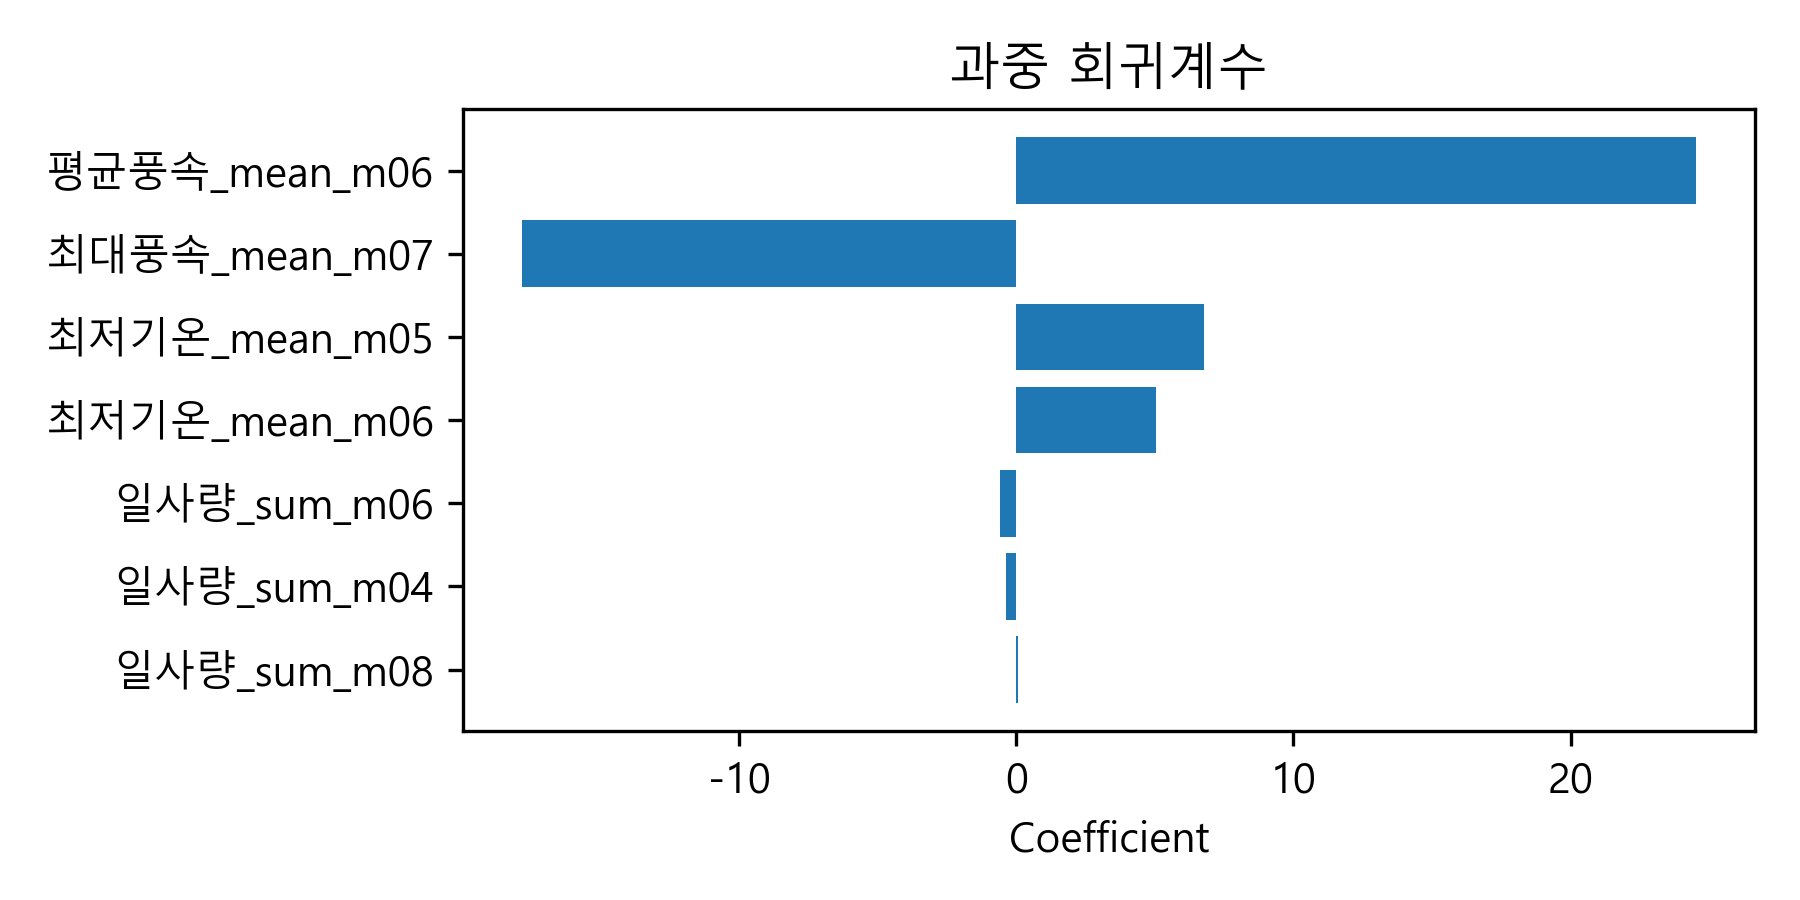 과중 회귀계수
평균풍속_mean_m06
최대풍속_mean_m07
최저기온_mean_m05
최저기온_mean_m06
일사량_sum_m06
일사량_sum_m04
일사량_sum_m08
-10 0 10 20
Coefficient